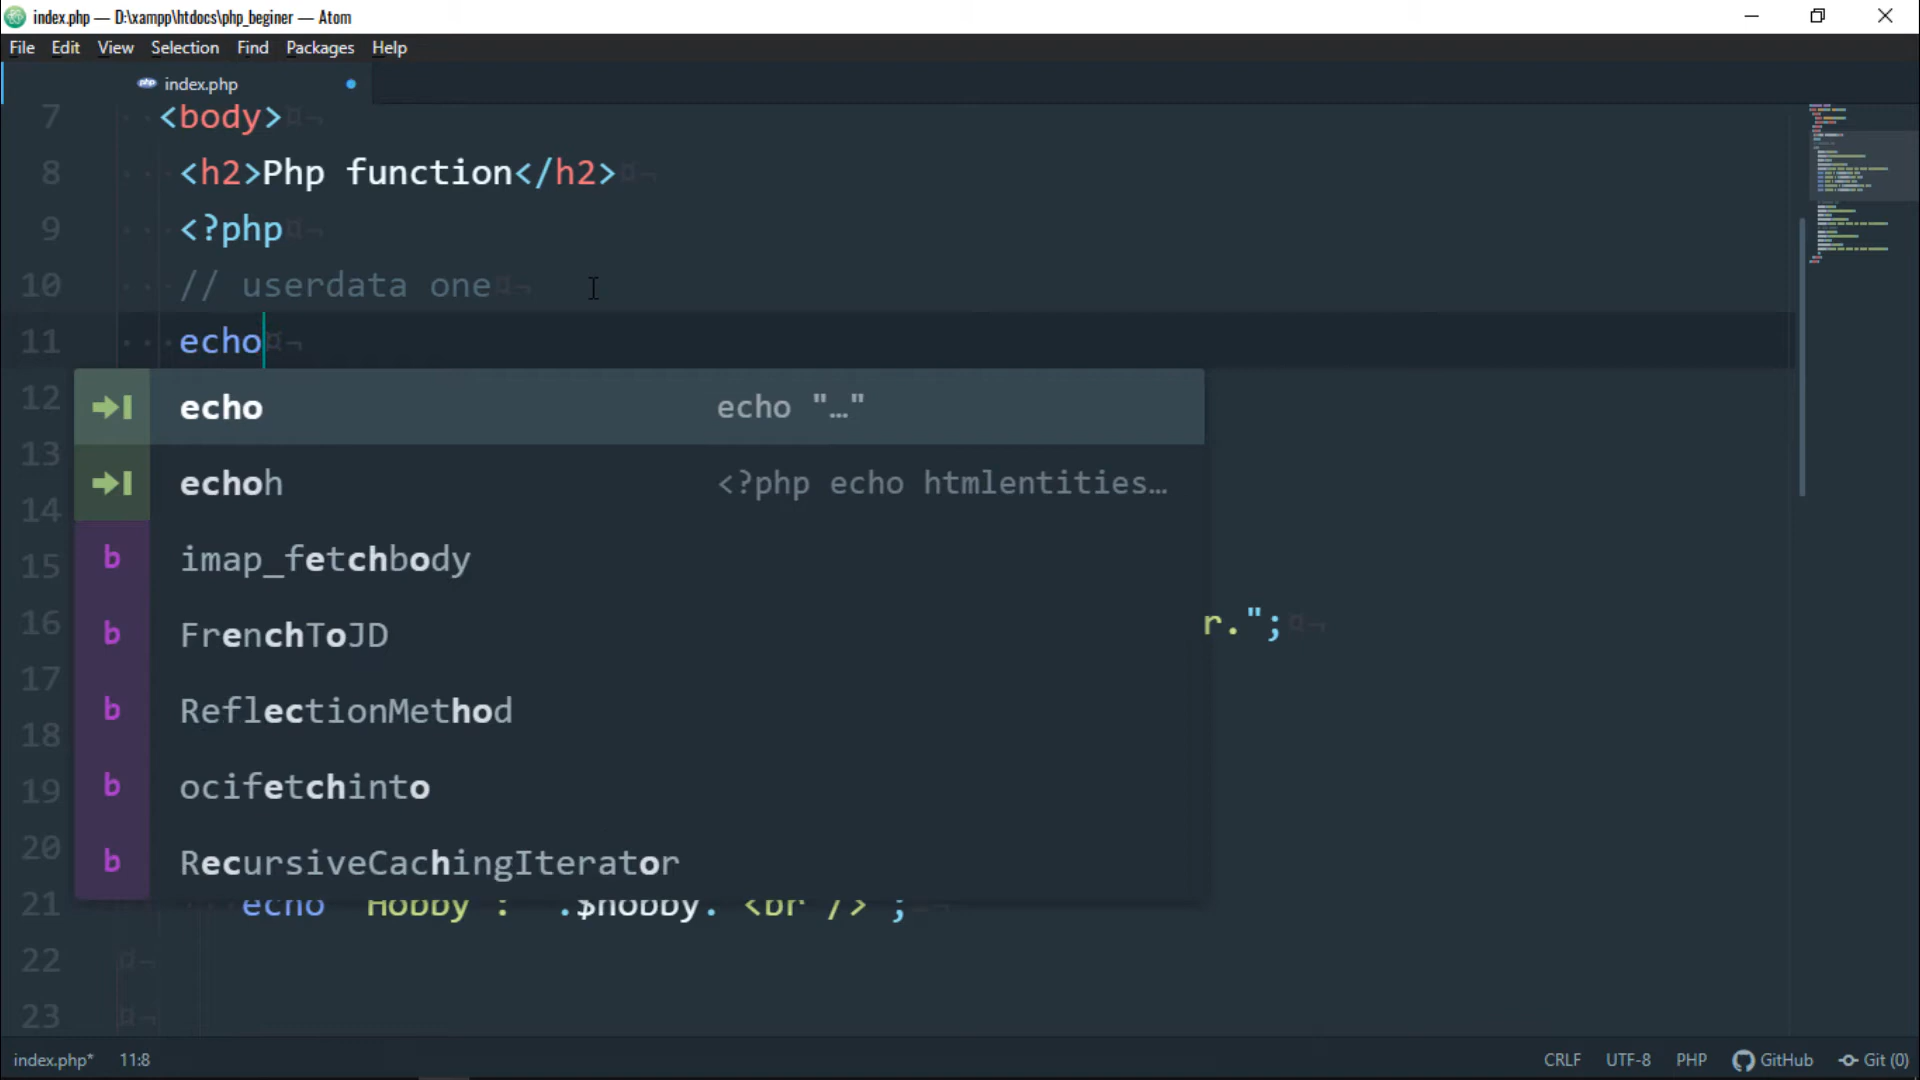 index.php — D:\xampp\htdocs\php_beginer — Atom
File Edit View Selection Find Packages Help
index.php
7 <body>
8 <h2>Php function</h2>
9 <?php
10 // userdata one
11 echo
12
echo echo "…"
13
echoh <?php echo htmlentities…
14
15 imap_fetchbody
16 r.";
FrenchToJD
17
ReflectionMethod
18
19 ocifetchinto
20
RecursiveCachingIterator
21 echo Hobby : .$hobby. <br /> ;
22
23
index.php* 11:8 CRLF UTF-8 PHP GitHub Git (0)